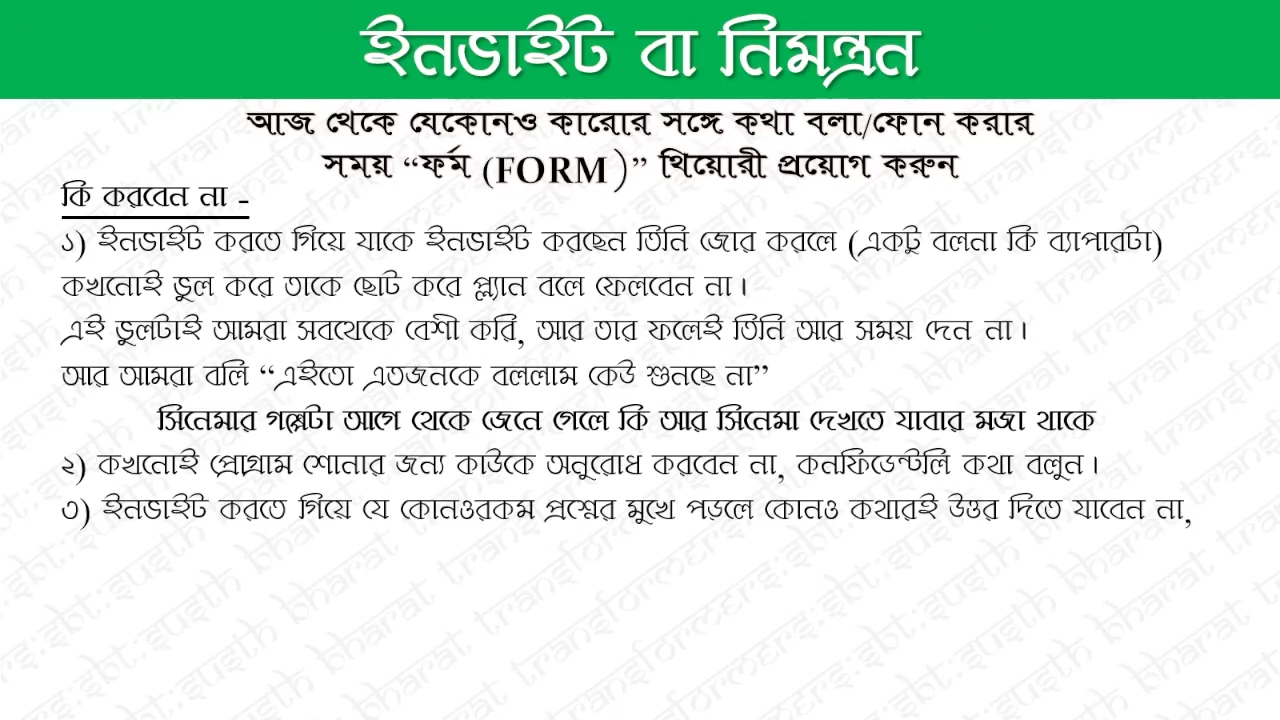 ইনভাইট বা নিমন্ত্রন
আজ থেকে যেকোনও কারোর সঙ্গে কথা বলা/ফোন করার
সময় “ফর্ম (FORM)” থিয়োরী প্রয়োগ করুন
কি করবেন না -
১) ইনভাইট করতে গিয়ে যাকে ইনভাইট করছেন তিনি জোর করলে (একটু বলনা কি ব্যাপারটা)
কখনোই ভুল করে তাকে ছোট করে প্ল্যান বলে ফেলবেন না।
এই ভুলটাই আমরা সবথেকে বেশী করি, আর তার ফলেই তিনি আর সময় দেন না।
আর আমরা বলি “এইতো এতজনকে বললাম কেউ শুনছে না”
সিনেমার গল্পটা আগে থেকে জেনে গেলে কি আর সিনেমা দেখতে যাবার মজা থাকে
২) কখনোই প্রোগ্রাম শোনার জন্য কাউকে অনুরোধ করবেন না, কনফিডেন্টলি কথা বলুন।
৩) ইনভাইট করতে গিয়ে যে কোনওরকম প্রশ্নের মুখে পড়লে কোনও কথারই উত্তর দিতে যাবেন না,